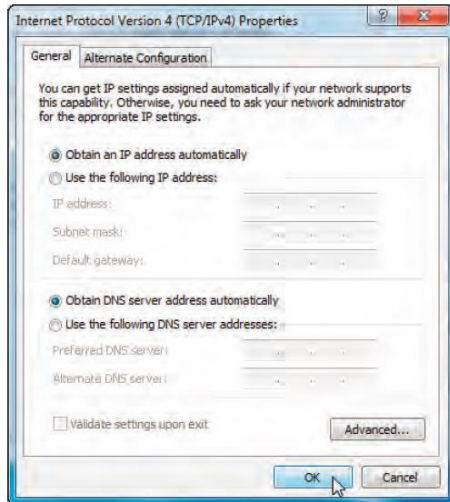 Internet Protocol Version 4 (TCP/IPv4) Properties
General
Alternate Configuration
You can get IP settings assigned automatically if your network supports
this capability. Otherwise, you need to ask your network administrator
for the appropriate IP settings.
Obtain an IP address automatically
Use the following IP address:
IP address:
Subnet mask:
Default gateway:
Obtain DNS server address automatically
Use the following DNS server addresses:
Preferred DNS server:
Alternate DNS server:
Validate settings upon exit
Advanced...
OK
Cancel